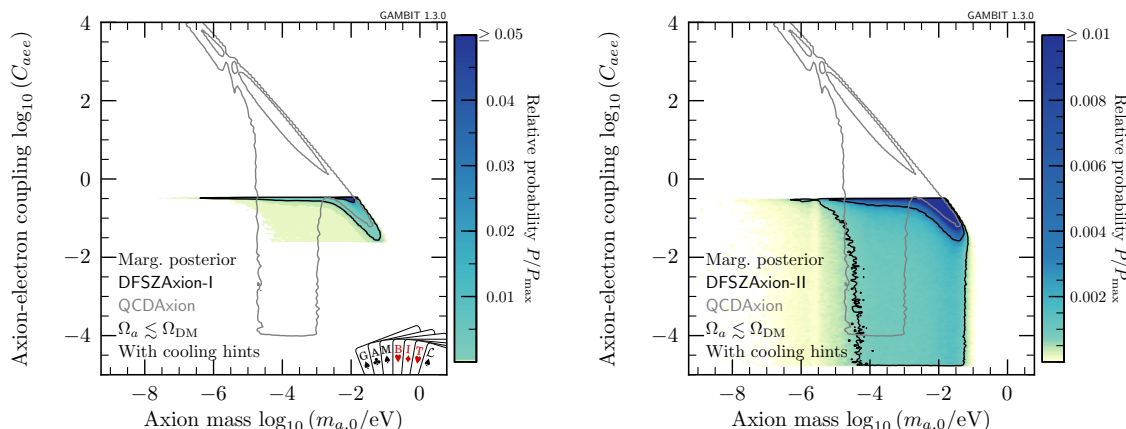 GAMBIT 1.3.0
Axion-electron coupling log₁₀ (Cₐₑₑ)
4
2
0
−2
−4
Marg. posterior
DFSZAxion-I
QCDAxion
Ωₐ ≲ Ω_DM
With cooling hints
G A M B I T
−8
−6
−4
−2
0
Axion mass log₁₀ (mₐ,₀/eV)
≥ 0.05
0.04
0.03
0.02
0.01
Relative probability P/P_max
GAMBIT 1.3.0
Axion-electron coupling log₁₀ (Cₐₑₑ)
4
2
0
−2
−4
Marg. posterior
DFSZAxion-II
QCDAxion
Ωₐ ≲ Ω_DM
With cooling hints
−8
−6
−4
−2
0
Axion mass log₁₀ (mₐ,₀/eV)
≥ 0.01
0.008
0.006
0.004
0.002
Relative probability P/P_max